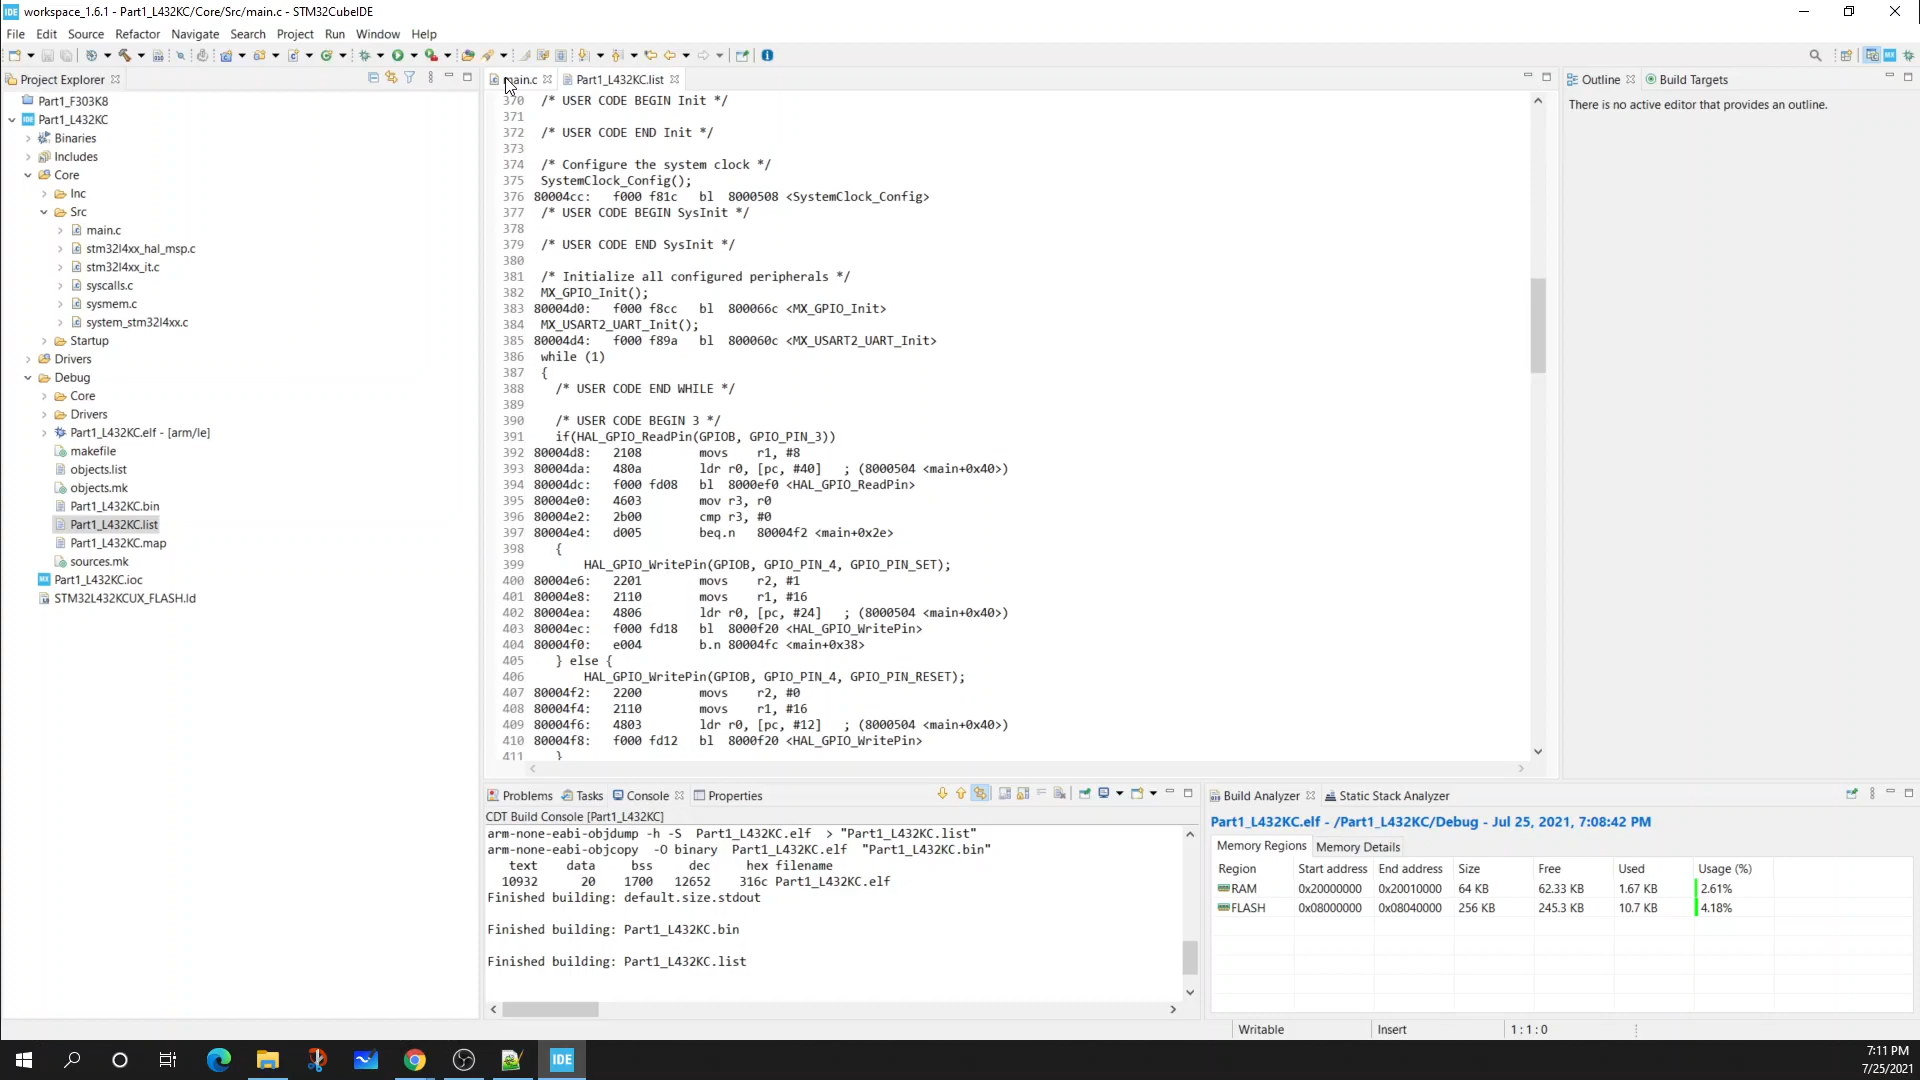 IDE workspace_1.6.1 - Part1_L432KC/Core/Src/main.c - STM32CubeIDE
File Edit Source Refactor Navigate Search Project Run Window Help
Project Explorer
Part1_F303K8
IDE Part1_L432KC
Binaries
Includes
Core
Inc
Src
main.c
stm32l4xx_hal_msp.c
stm32l4xx_it.c
syscalls.c
sysmem.c
system_stm32l4xx.c
Startup
Drivers
Debug
Core
Drivers
Part1_L432KC.elf - [arm/le]
makefile
objects.list
objects.mk
Part1_L432KC.bin
Part1_L432KC.list
Part1_L432KC.map
sources.mk
MX Part1_L432KC.ioc
STM32L432KCUX_FLASH.ld
main.c Part1_L432KC.list
370 /* USER CODE BEGIN Init */
371
372 /* USER CODE END Init */
373
374 /* Configure the system clock */
375 SystemClock_Config();
376 80004cc: f000 f81c bl 8000508 <SystemClock_Config>
377 /* USER CODE BEGIN SysInit */
378
379 /* USER CODE END SysInit */
380
381 /* Initialize all configured peripherals */
382 MX_GPIO_Init();
383 80004d0: f000 f8cc bl 800066c <MX_GPIO_Init>
384 MX_USART2_UART_Init();
385 80004d4: f000 f89a bl 800060c <MX_USART2_UART_Init>
386 while (1)
387 {
388 /* USER CODE END WHILE */
389
390 /* USER CODE BEGIN 3 */
391 if(HAL_GPIO_ReadPin(GPIOB, GPIO_PIN_3))
392 80004d8: 2108 movs r1, #8
393 80004da: 480a ldr r0, [pc, #40] ; (8000504 <main+0x40>)
394 80004dc: f000 fd08 bl 8000ef0 <HAL_GPIO_ReadPin>
395 80004e0: 4603 mov r3, r0
396 80004e2: 2b00 cmp r3, #0
397 80004e4: d005 beq.n 80004f2 <main+0x2e>
398 {
399 HAL_GPIO_WritePin(GPIOB, GPIO_PIN_4, GPIO_PIN_SET);
400 80004e6: 2201 movs r2, #1
401 80004e8: 2110 movs r1, #16
402 80004ea: 4806 ldr r0, [pc, #24] ; (8000504 <main+0x40>)
403 80004ec: f000 fd18 bl 8000f20 <HAL_GPIO_WritePin>
404 80004f0: e004 b.n 80004fc <main+0x38>
405 } else {
406 HAL_GPIO_WritePin(GPIOB, GPIO_PIN_4, GPIO_PIN_RESET);
407 80004f2: 2200 movs r2, #0
408 80004f4: 2110 movs r1, #16
409 80004f6: 4803 ldr r0, [pc, #12] ; (8000504 <main+0x40>)
410 80004f8: f000 fd12 bl 8000f20 <HAL_GPIO_WritePin>
411 }
Outline Build Targets
There is no active editor that provides an outline.
Problems Tasks Console Properties
CDT Build Console [Part1_L432KC]
arm-none-eabi-objdump -h -S Part1_L432KC.elf > "Part1_L432KC.list"
arm-none-eabi-objcopy -O binary Part1_L432KC.elf "Part1_L432KC.bin"
text data bss dec hex filename
10932 20 1700 12652 316c Part1_L432KC.elf
Finished building: default.size.stdout
Finished building: Part1_L432KC.bin
Finished building: Part1_L432KC.list
Build Analyzer Static Stack Analyzer
Part1_L432KC.elf - /Part1_L432KC/Debug - Jul 25, 2021, 7:08:42 PM
Memory Regions Memory Details
Region Start address End address Size Free Used Usage (%)
RAM 0x20000000 0x20010000 64 KB 62.33 KB 1.67 KB 2.61%
FLASH 0x08000000 0x08040000 256 KB 245.3 KB 10.7 KB 4.18%
Writable Insert 1 : 1 : 0
IDE
7:11 PM
7/25/2021